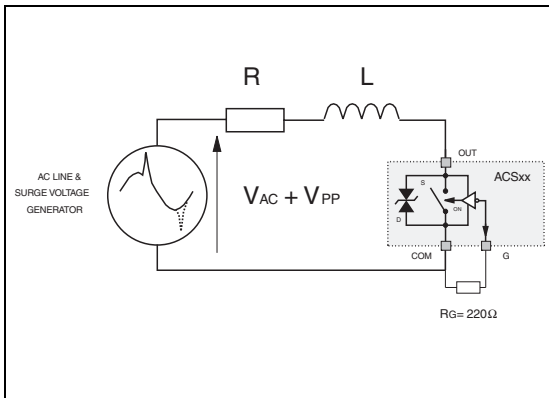 R
L
OUT
AC LINE &
SURGE VOLTAGE
GENERATOR
VAC + VPP
ACSxx
S
ON
D
COM
G
RG= 220Ω